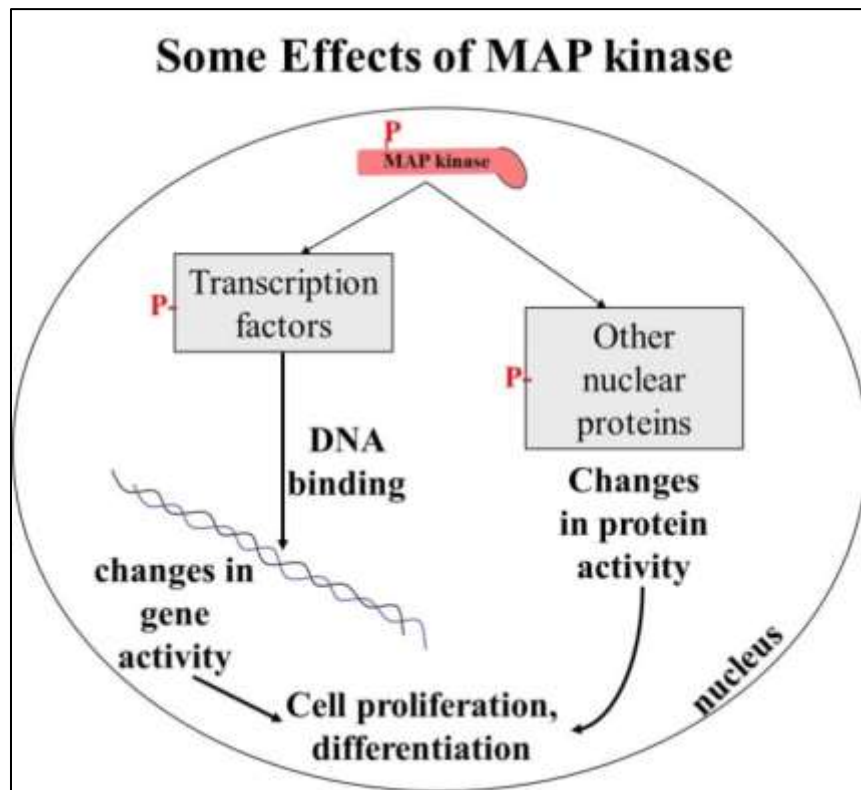 Some Effects of MAP kinase
P
MAP kinase
Transcription
factors
P-
Other
nuclear
proteins
P-
DNA
binding
Changes
in protein
activity
changes in
gene
activity
Cell proliferation,
differentiation
nucleus